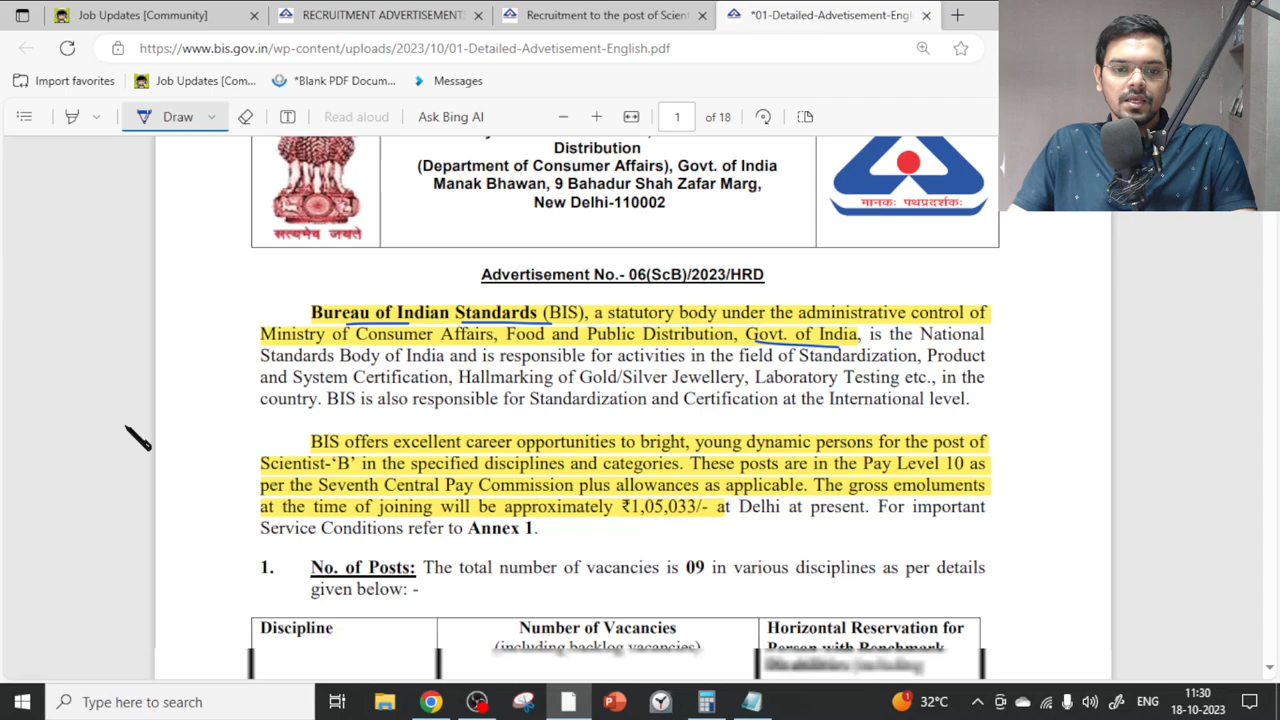 Job Updates [Community]
RECRUITMENT ADVERTISEMENTS
Recruitment to the post of Scient
*01-Detailed-Advetisement-Engl
https://www.bis.gov.in/wp-content/uploads/2023/10/01-Detailed-Advetisement-English.pdf
Import favorites
Job Updates [Com...
*Blank PDF Docum...
Messages
Draw
Read aloud
Ask Bing AI
1
of 18
Distribution
(Department of Consumer Affairs), Govt. of India
Manak Bhawan, 9 Bahadur Shah Zafar Marg,
New Delhi-110002
सत्यमेव जयते
मानकः पथप्रदर्शकः
Advertisement No.- 06(ScB)/2023/HRD
Bureau of Indian Standards (BIS), a statutory body under the administrative control of
Ministry of Consumer Affairs, Food and Public Distribution, Govt. of India, is the National
Standards Body of India and is responsible for activities in the field of Standardization, Product
and System Certification, Hallmarking of Gold/Silver Jewellery, Laboratory Testing etc., in the
country. BIS is also responsible for Standardization and Certification at the International level.
BIS offers excellent career opportunities to bright, young dynamic persons for the post of
Scientist-‘B’ in the specified disciplines and categories. These posts are in the Pay Level 10 as
per the Seventh Central Pay Commission plus allowances as applicable. The gross emoluments
at the time of joining will be approximately ₹1,05,033/- at Delhi at present. For important
Service Conditions refer to Annex 1.
1. No. of Posts: The total number of vacancies is 09 in various disciplines as per details
given below: -
Discipline
Number of Vacancies
(including backlog vacancies)
Horizontal Reservation for
Person with Benchmark
Disabilities (including
Type here to search
32°C
ENG
11:30
18-10-2023